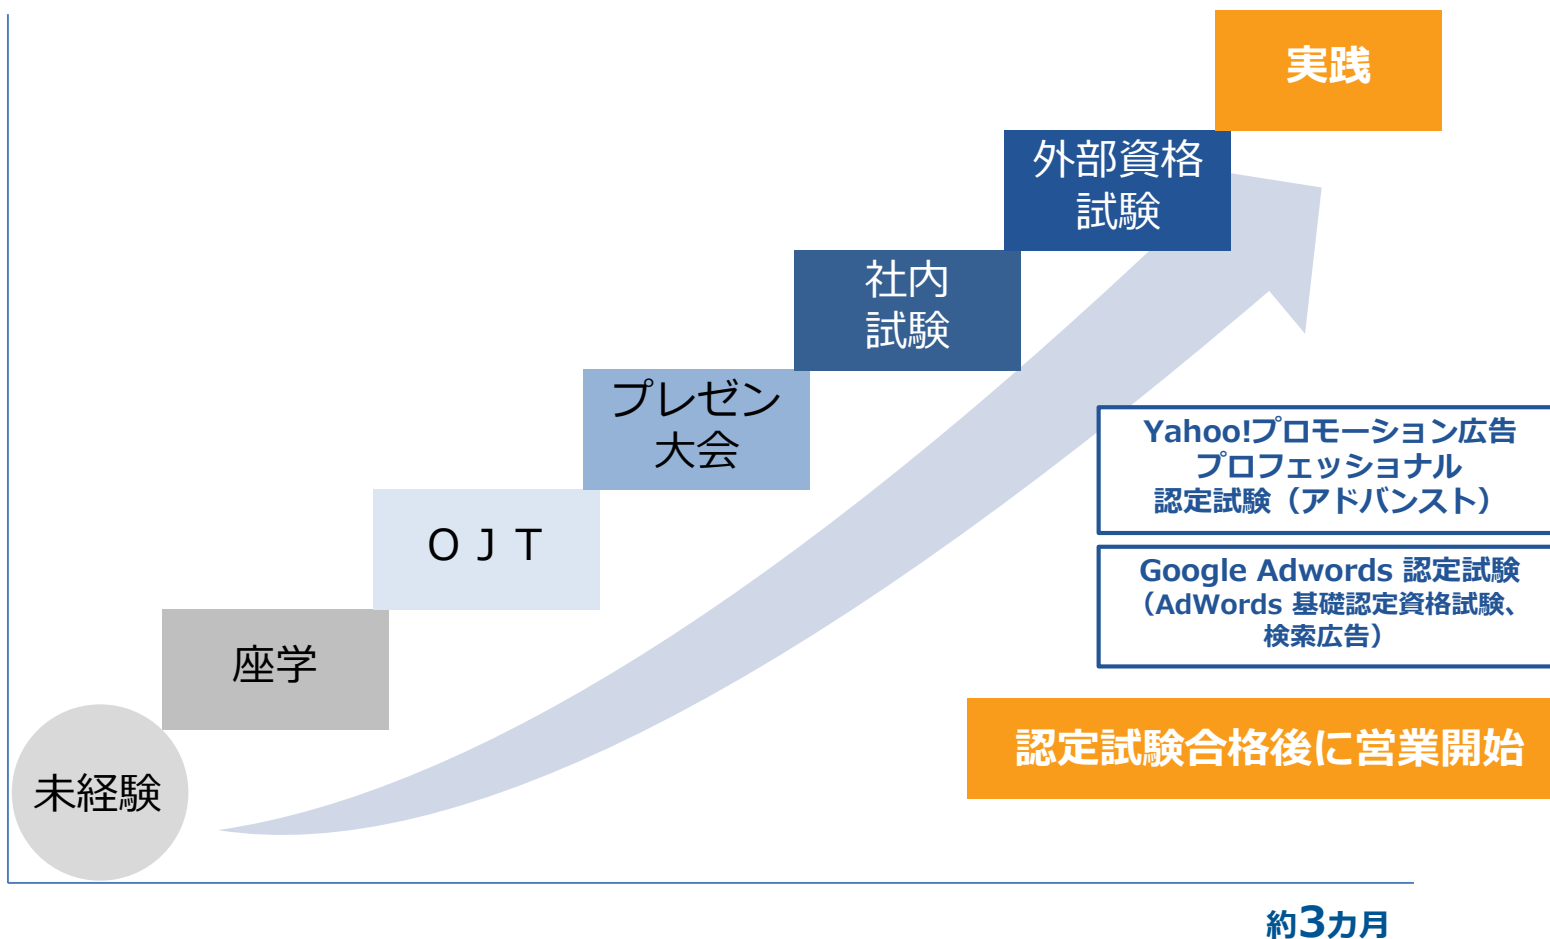 実践
外部資格
試験
社内
試験
プレゼン
大会
ＯＪＴ
座学
未経験
Yahoo!プロモーション広告
プロフェッショナル
認定試験（アドバンスト）
Google Adwords 認定試験
（AdWords 基礎認定資格試験、
検索広告）
認定試験合格後に営業開始
約3カ月